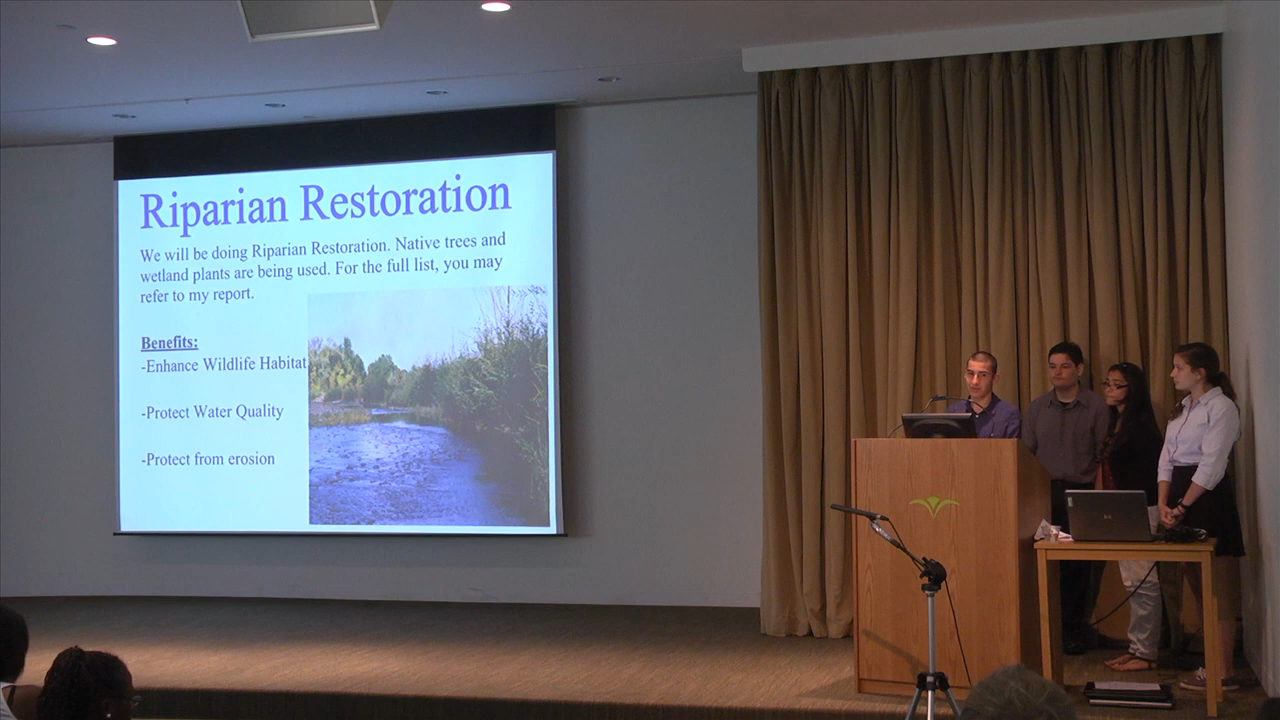 Riparian Restoration
We will be doing Riparian Restoration. Native trees and
wetland plants are being used. For the full list, you may
refer to my report.
Benefits:
-Enhance Wildlife Habitat
-Protect Water Quality
-Protect from erosion